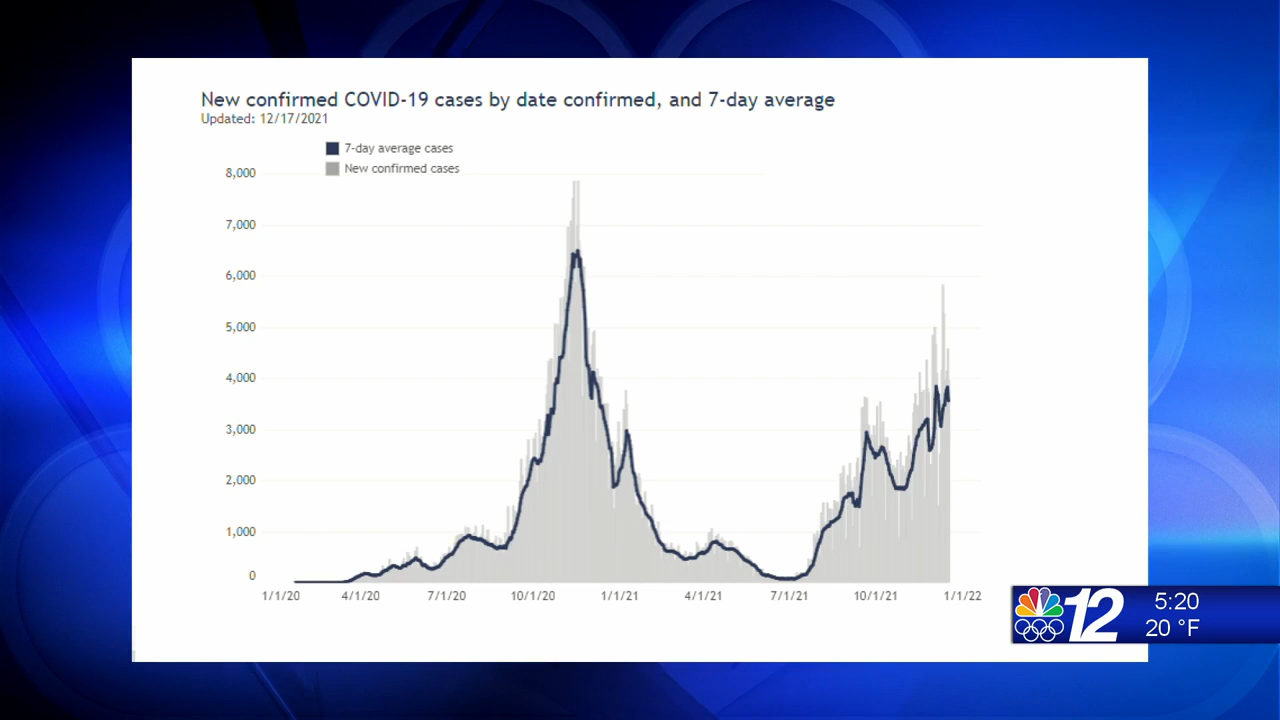 New confirmed COVID-19 cases by date confirmed, and 7-day average
Updated: 12/17/2021
7-day average cases
New confirmed cases
8,000
7,000
6,000
5,000
4,000
3,000
2,000
1,000
0
1/1/20 4/1/20 7/1/20 10/1/20 1/1/21 4/1/21 7/1/21 10/1/21 1/1/22
12
5:20
20 °F